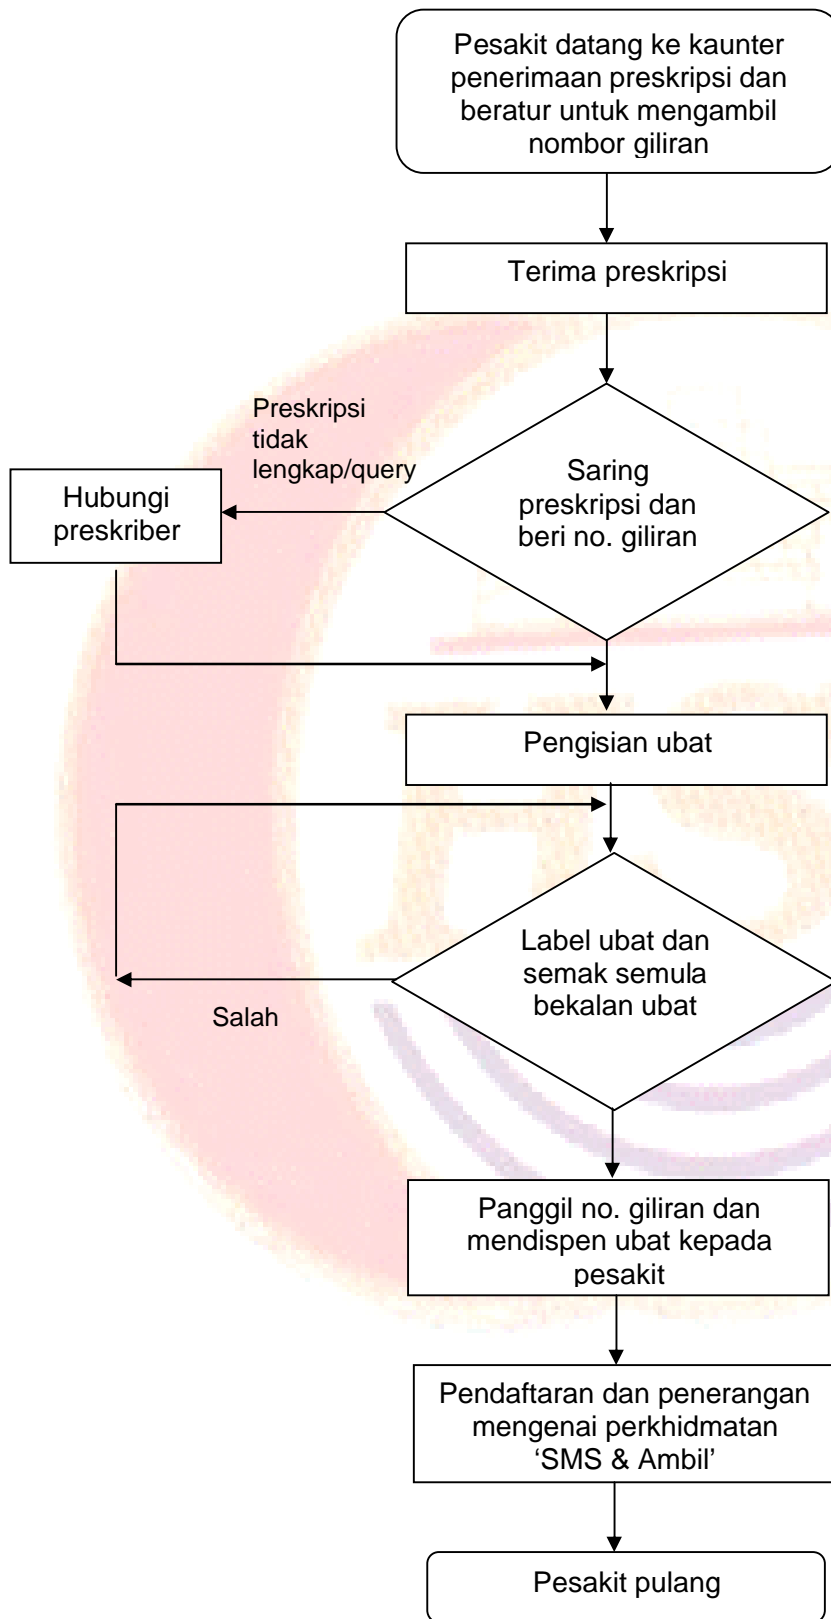 Pesakit datang ke kaunter
penerimaan preskripsi dan
beratur untuk mengambil
nombor giliran
Terima preskripsi
Preskripsi
tidak
lengkap/query
Saring
preskripsi dan
beri no. giliran
Hubungi
preskriber
Pengisian ubat
Label ubat dan
semak semula
bekalan ubat
Salah
Panggil no. giliran dan
mendispen ubat kepada
pesakit
Pendaftaran dan penerangan
mengenai perkhidmatan
‘SMS & Ambil’
Pesakit pulang